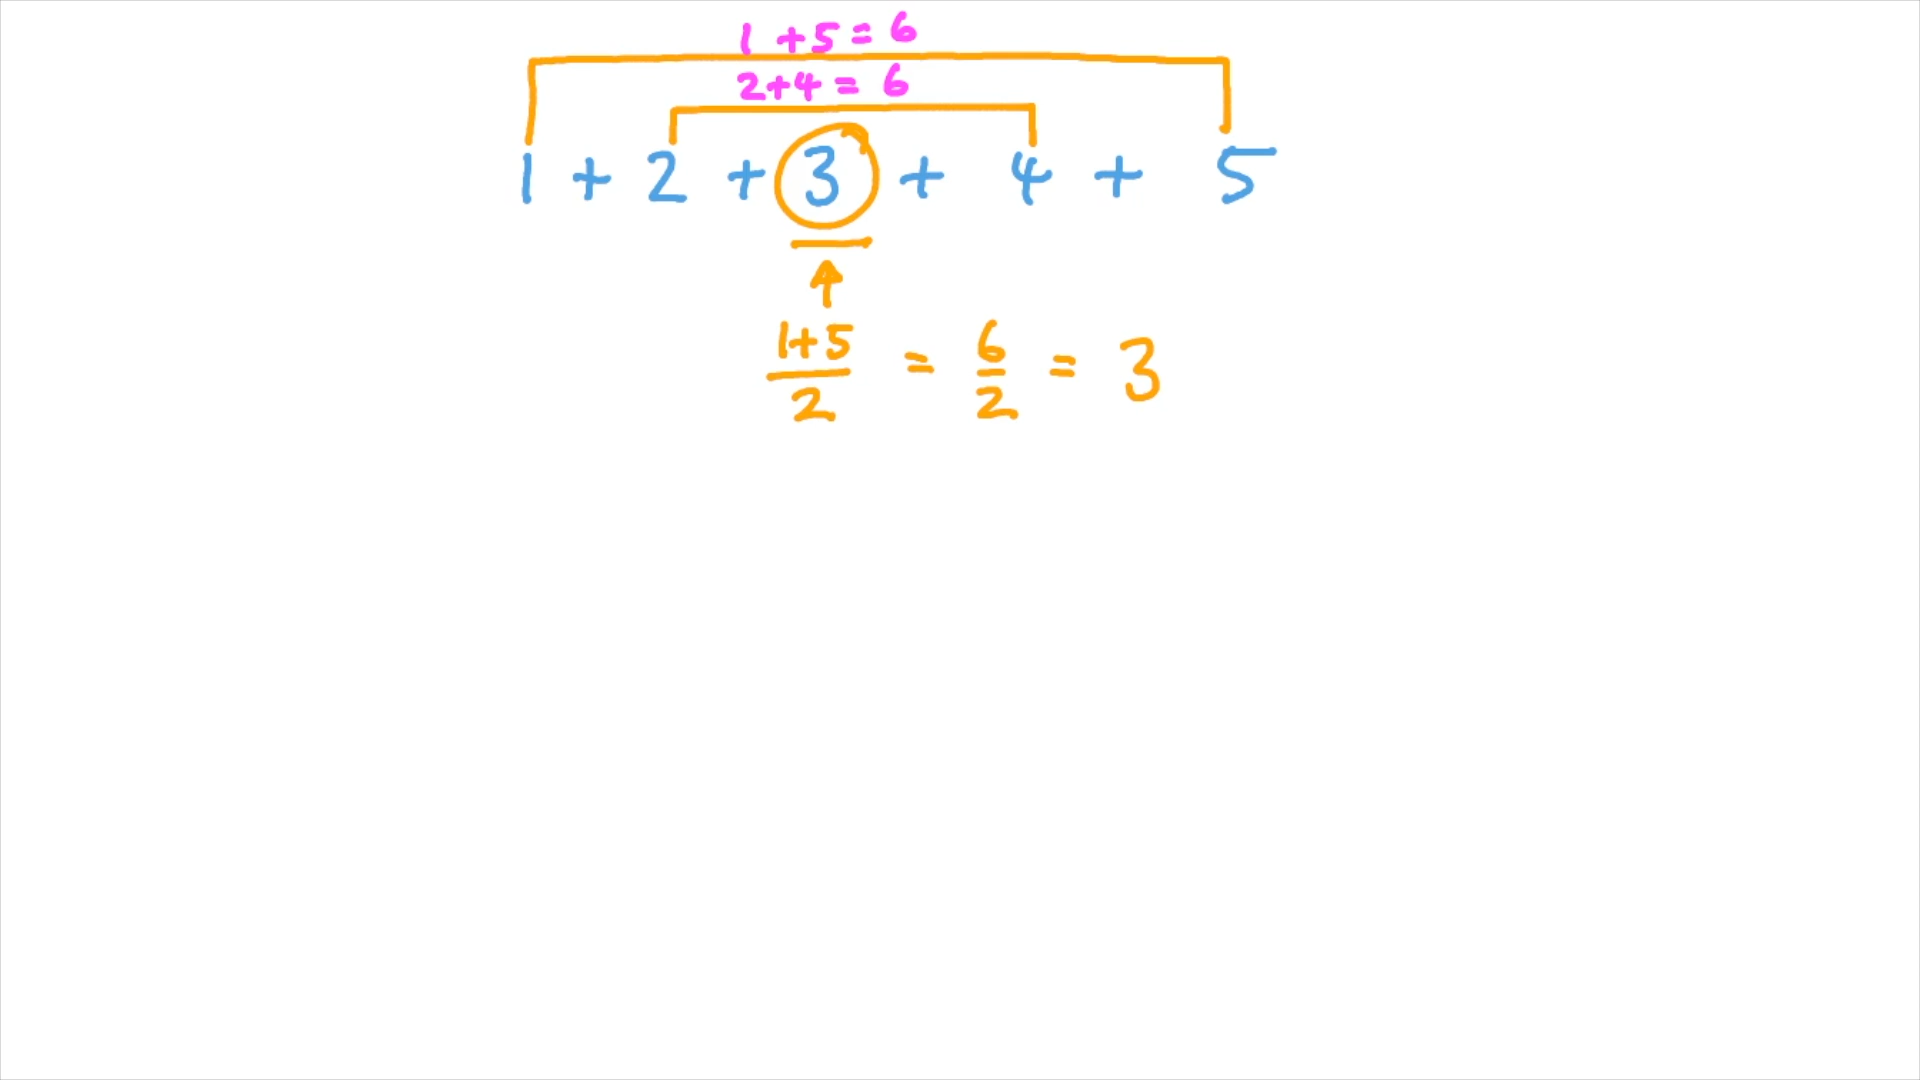 1 + 5 = 6
2 + 4 = 6
1 + 2 + 3 + 4 + 5
1+5/2 = 6/2 = 3